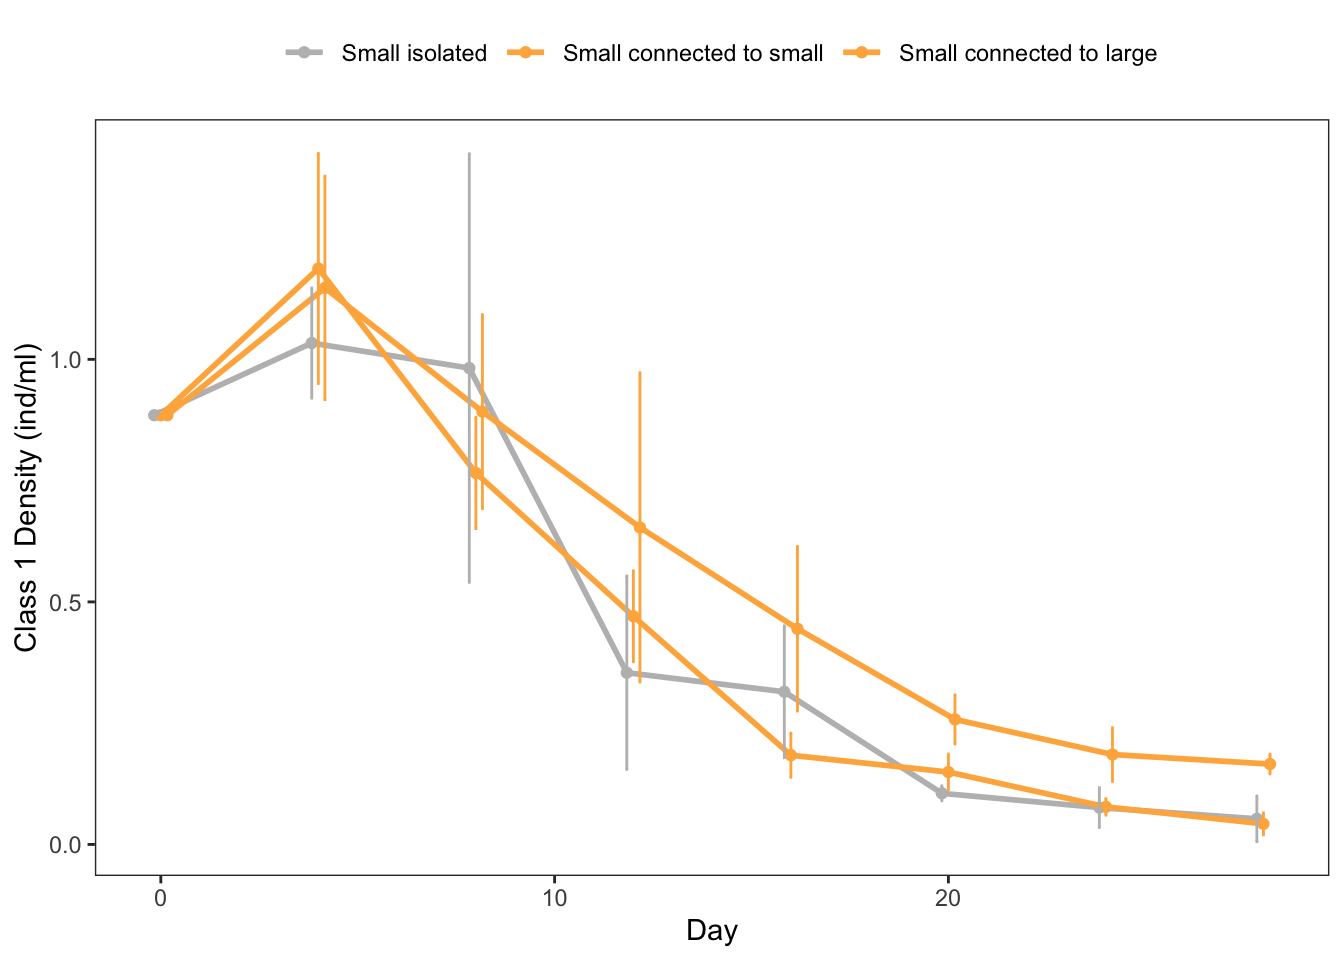 Small isolated Small connected to small Small connected to large
Class 1 Density (ind/ml)
1.0
0.5
0.0
0 10 20
Day